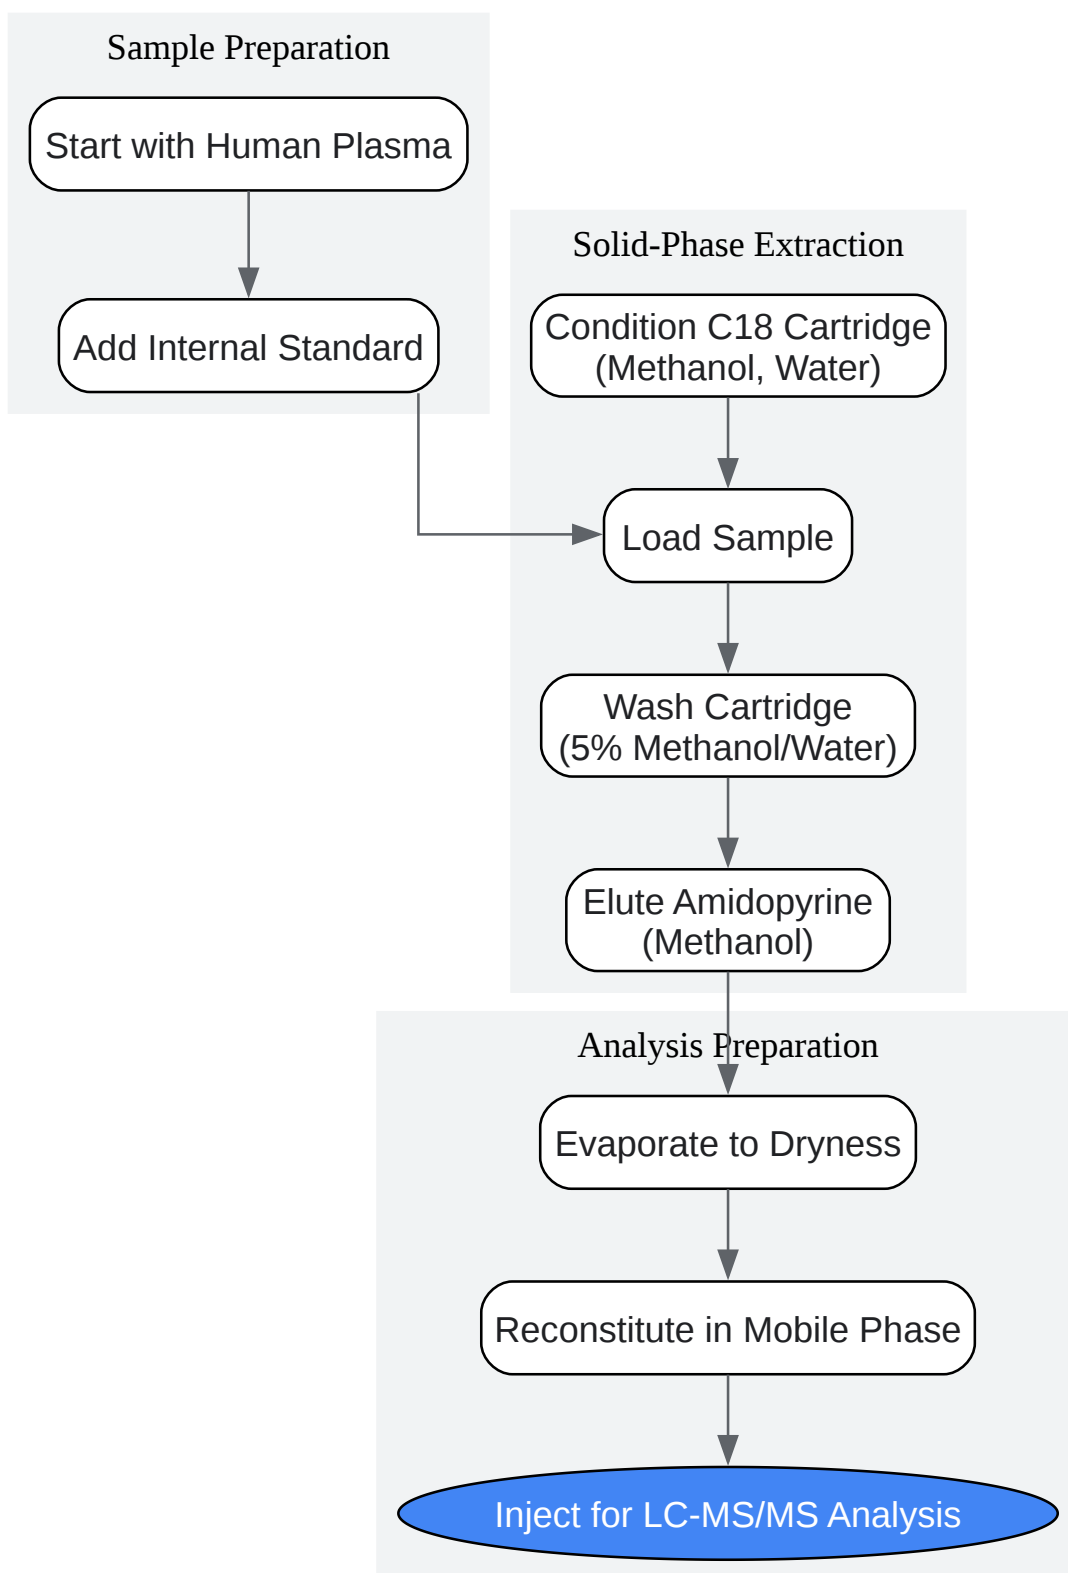 Sample Preparation
Start with Human Plasma
Add Internal Standard
Solid-Phase Extraction
Condition C18 Cartridge
(Methanol, Water)
Load Sample
Wash Cartridge
(5% Methanol/Water)
Elute Amidopyrine
(Methanol)
Analysis Preparation
Evaporate to Dryness
Reconstitute in Mobile Phase
Inject for LC-MS/MS Analysis